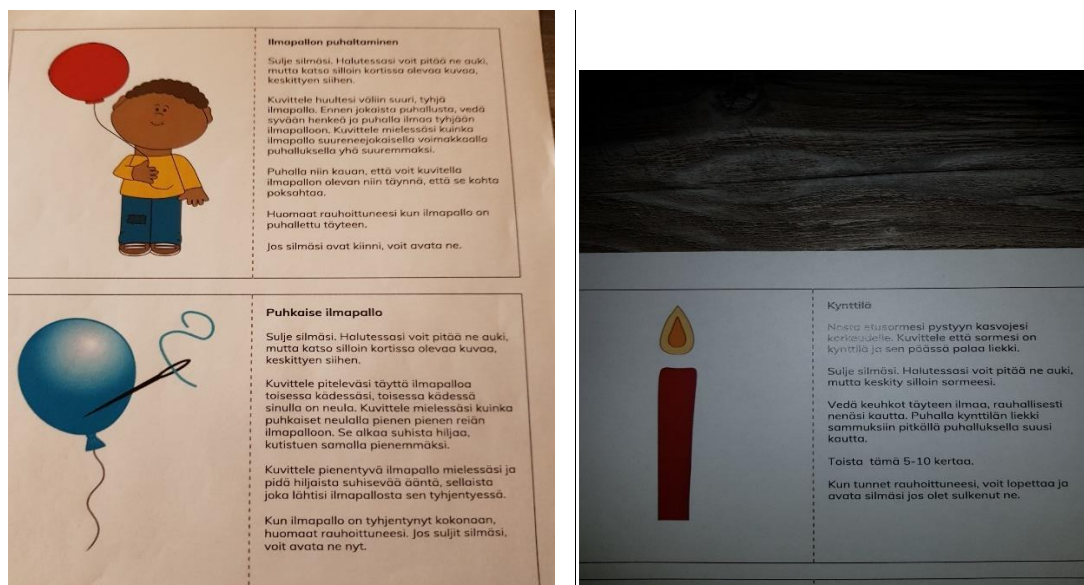 Ilmapallon puhaltaminen
Sulje silmäsi. Halutessasi voit pitää ne auki,
mutta katso silloin kortissa olevaa kuvaa,
keskittyen siihen.
Kuvittele huultesi väliin suuri, tyhjä
ilmapallo. Ennen jokaista puhallusta, vedä
syvään henkeä ja puhalla ilmaa tyhjään
ilmapalloon. Kuvittele mielessäsi kuinka
ilmapallo suureneejokaisella voimakkaalla
puhalluksella yhä suuremmaksi.
Puhalla niin kauan, että voit kuvitella
ilmapallon olevan niin täynnä, että se kohta
poksahtaa.
Huomaat rauhoittuneesi kun ilmapallo on
puhallettu täyteen.
Jos silmäsi ovat kiinni, voit avata ne.
Puhkaise ilmapallo
Sulje silmäsi. Halutessasi voit pitää ne auki,
mutta katso silloin kortissa olevaa kuvaa,
keskittyen siihen.
Kuvittele piteleväsi täyttä ilmapalloa
toisessa kädessäsi, toisessa kädessä
sinulla on neula. Kuvittele mielessäsi kuinka
puhkaiset neulalla pienen pienen reiän
ilmapalloon. Se alkaa suhista hiljaa,
kutistuen samalla pienemmäksi.
Kuvittele pienentyvä ilmapallo mielessäsi ja
pidä hiljaista suhisevää ääntä, sellaista
joka lähtisi ilmapallosta sen tyhjentyessä.
Kun ilmapallo on tyhjentynyt kokonaan,
huomaat rauhoittuneesi. Jos suljit silmäsi,
voit avata ne nyt.
Kynttilä
Nosta etusormesi pystyyn kasvojesi
korkeudelle. Kuvittele että sormesi on
kynttilä ja sen päässä palaa liekki.
Sulje silmäsi. Halutessasi voit pitää ne auki,
mutta keskity silloin sormeesi.
Vedä keuhkot täyteen ilmaa, rauhallisesti
nenäsi kautta. Puhalla kynttilän liekki
sammuksiin pitkällä puhalluksella suusi
kautta.
Toista tämä 5-10 kertaa.
Kun tunnet rauhoittuneesi, voit lopettaa ja
avata silmäsi jos olet sulkenut ne.